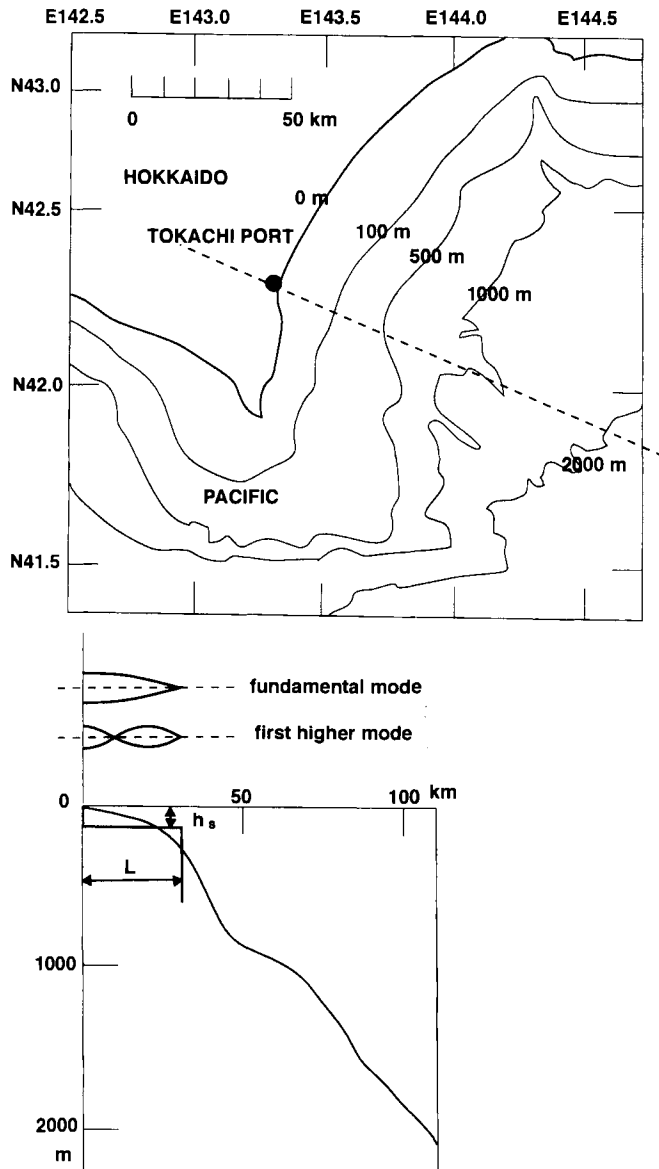 E142.5 E143.0 E143.5 E144.0 E144.5
N43.0
0 50 km
HOKKAIDO
0 m
N42.5
TOKACHI PORT
100 m
500 m
1000 m
N42.0
2000 m
PACIFIC
N41.5
fundamental mode
first higher mode
0 50 100 km
h s
L
1000
2000
m